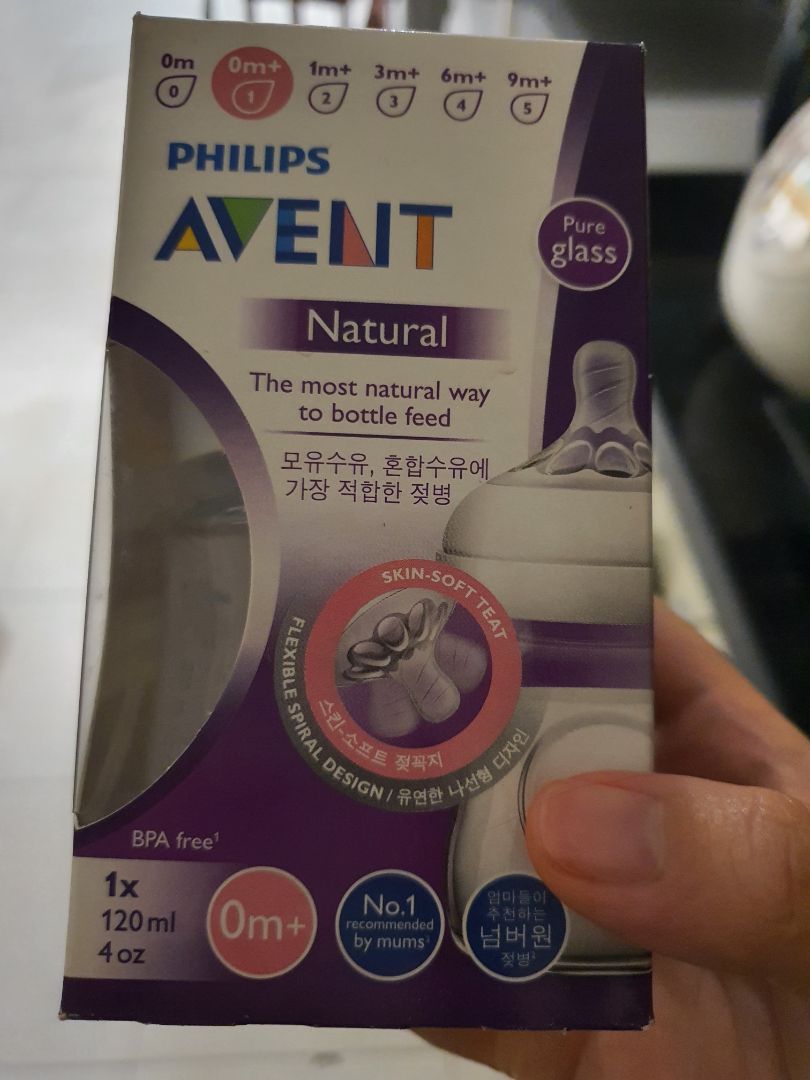 0m 0m+ 1m+ 3m+ 6m+ 9m+
0 1 2 3 4 5
PHILIPS
AVENT
Pure
glass
Natural
The most natural way
to bottle feed
모유수유, 혼합수유에
가장 적합한 젖병
SKIN-SOFT TEAT
스킨-소프트 젖꼭지
FLEXIBLE SPIRAL DESIGN / 유연한 나선형 디자인
BPA free¹
1x
120 ml
4 oz
0m+
No.1
recommended
by mums²
엄마들이
추천하는
넘버원
젖병²